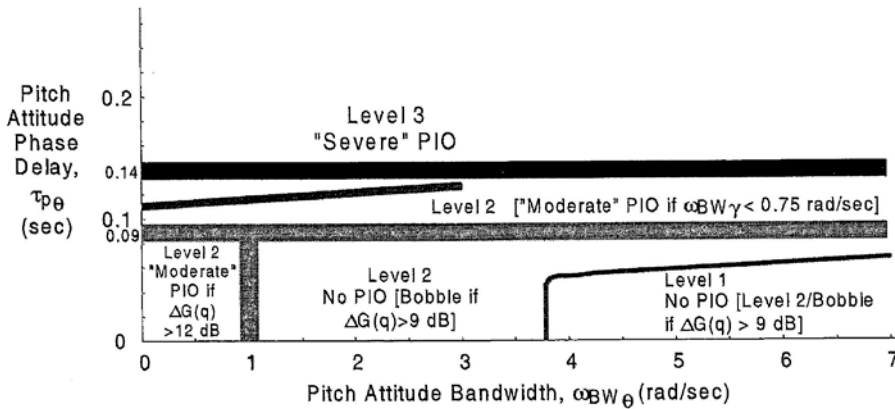 Pitch
Attitude
Phase
Delay,
τpθ
(sec)
0.2
0.14
0.1
0.09
0
Level 3
"Severe" PIO
Level 2 ["Moderate" PIO if ωBWγ< 0.75 rad/sec]
Level 2
"Moderate"
PIO if
ΔG(q)
>12 dB
Level 2
No PIO [Bobble if
ΔG(q)>9 dB]
Level 1
No PIO [Level 2/Bobble
if ΔG(q) > 9 dB]
0 1 2 3 4 5 6 7
Pitch Attitude Bandwidth, ωBWθ (rad/sec)